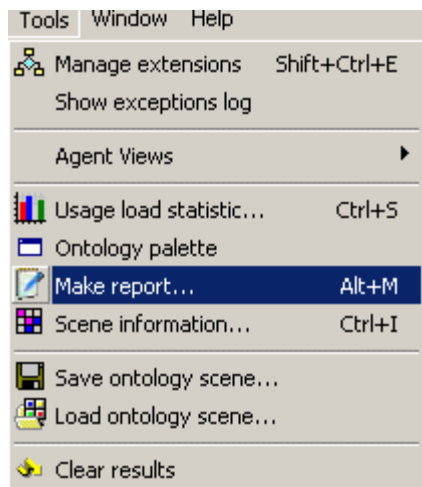 Tools Window Help
Manage extensions Shift+Ctrl+E
Show exceptions log
Agent Views
Usage load statistic... Ctrl+S
Ontology palette
Make report... Alt+M
Scene information... Ctrl+I
Save ontology scene...
Load ontology scene...
Clear results